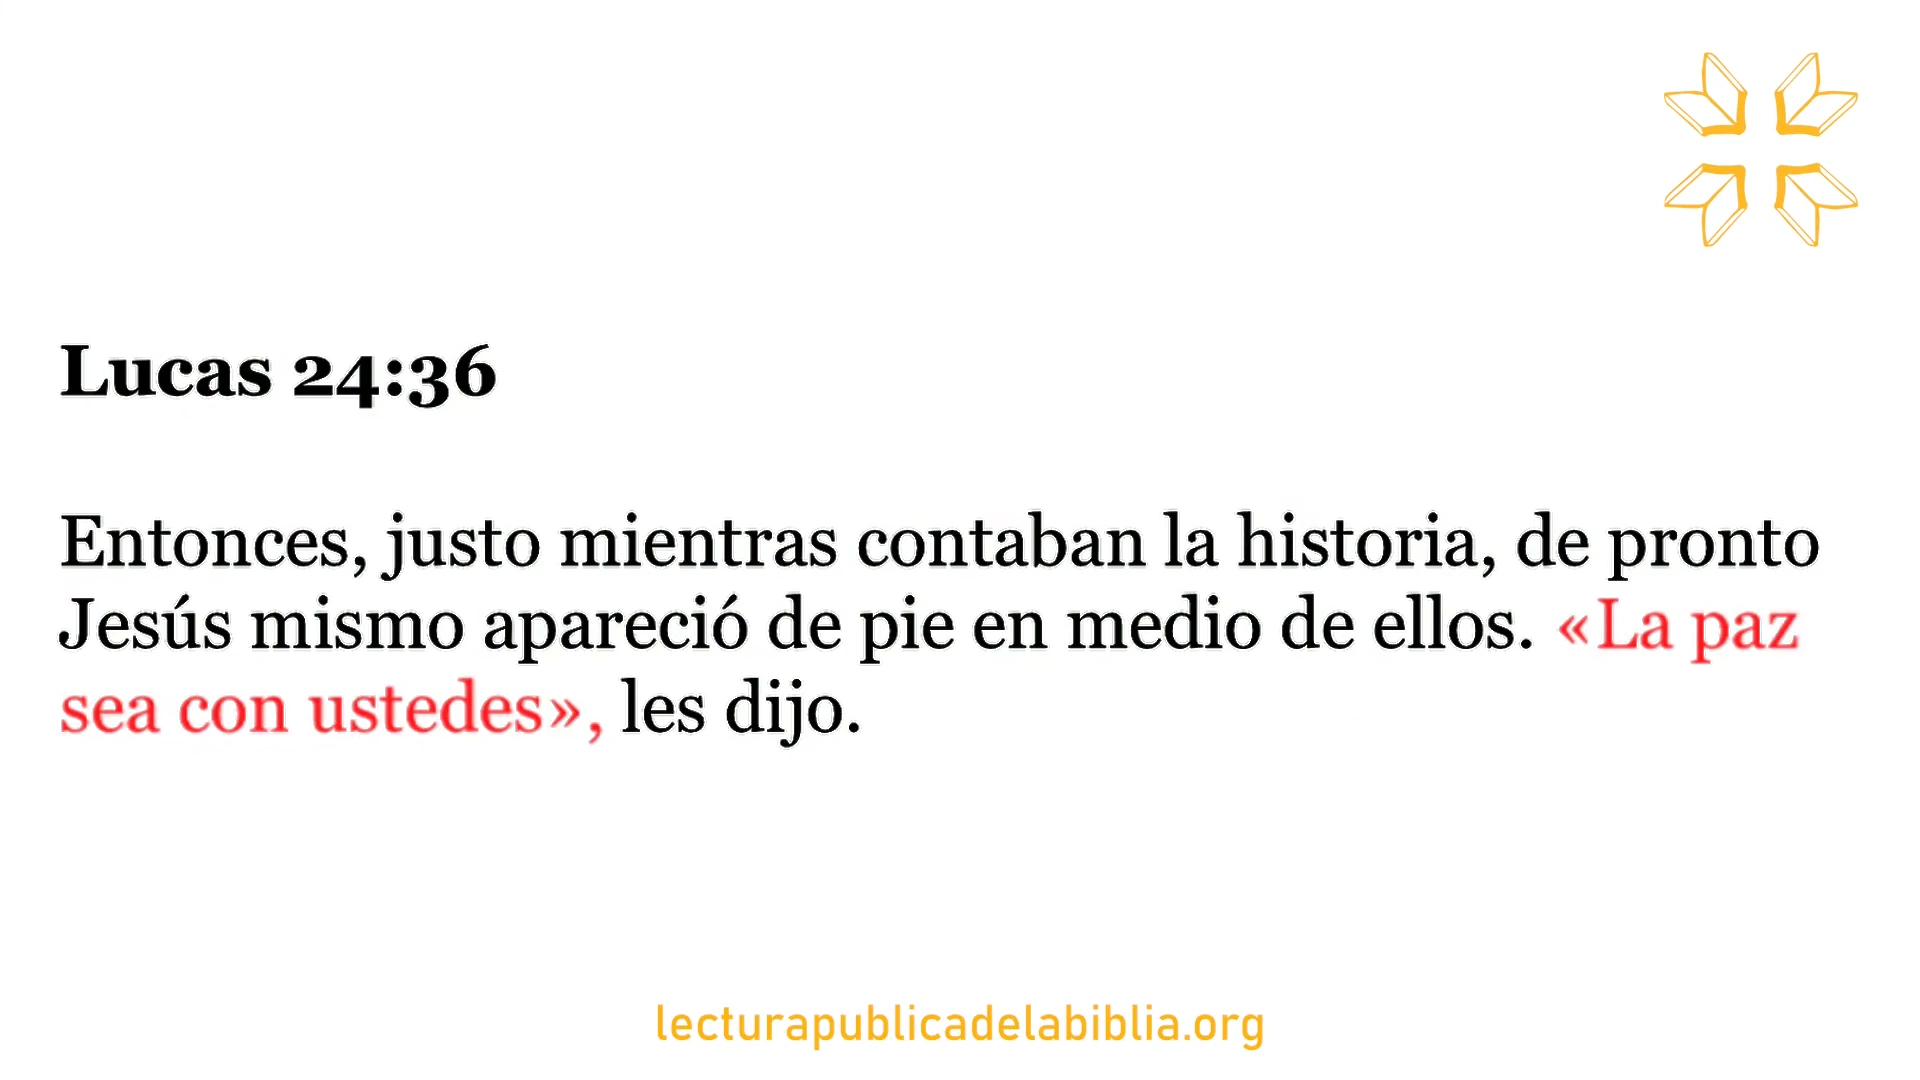 Lucas 24:36
Entonces, justo mientras contaban la historia, de pronto
Jesús mismo apareció de pie en medio de ellos. «La paz
sea con ustedes», les dijo.
lecturapublicadelabiblia.org